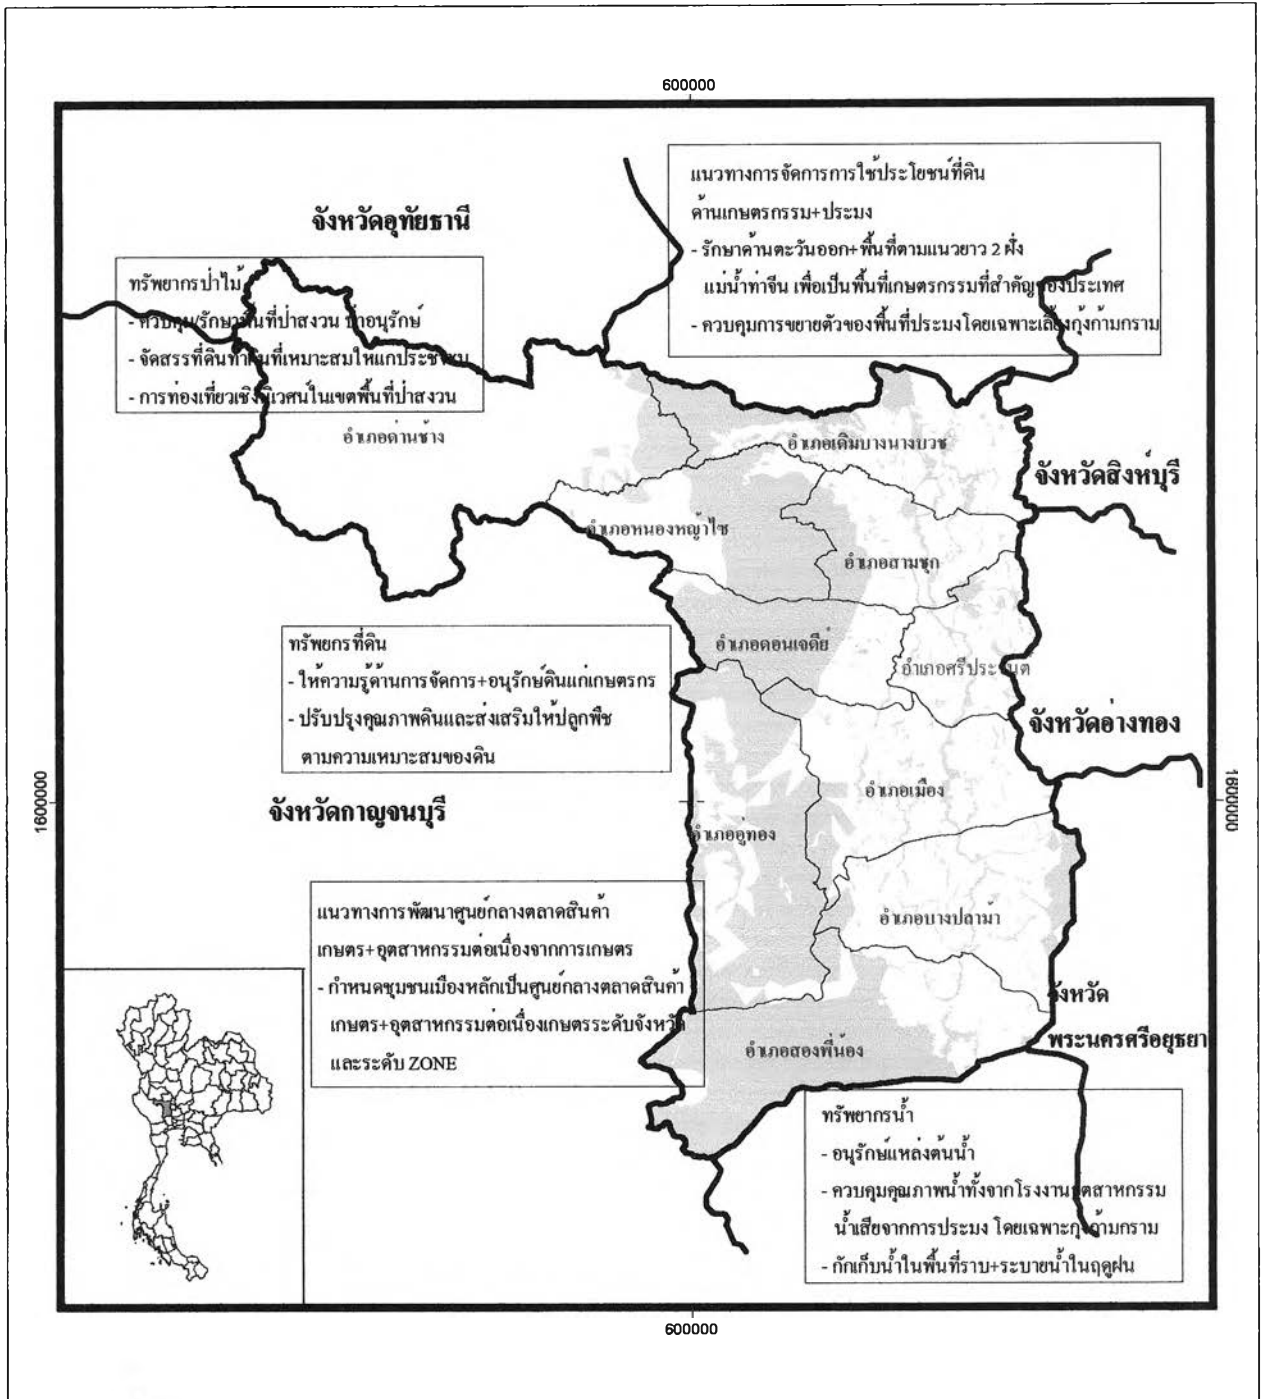 600000
แนวทางการจัดการการใช้ประโยชน์ที่ดิน
ด้านเกษตรกรรม+ประมง
- รักษาด้านตะวันออก+พื้นที่ตามแนวยาว 2 ฝั่ง
แม่น้ำท่าจีน เพื่อเป็นพื้นที่เกษตรกรรมที่สำคัญของประเทศ
- ควบคุมการขยายตัวของพื้นที่ประมงโดยเฉพาะเลี้ยงกุ้งก้ามกราม
จังหวัดอุทัยธานี
ทรัพยากรป่าไม้
- ควบคุม/รักษาพื้นที่ป่าสงวน ป่าอนุรักษ์
- จัดสรรที่ดินทำกินที่เหมาะสมให้แก่ประชาชน
- การท่องเที่ยวเชิงนิเวศน์ในเขตพื้นที่ป่าสงวน
อำเภอด่านช้าง
อำเภอเดิมบางนางบวช
จังหวัดสิงห์บุรี
อำเภอหนองหญ้าไซ
อำเภอสามชุก
ทรัพยกรที่ดิน
- ให้ความรู้ด้านการจัดการ+อนุรักษ์ดินแก่เกษตรกร
- ปรับปรุงคุณภาพดินและส่งเสริมให้ปลูกพืช
ตามความเหมาะสมของดิน
อำเภอดอนเจดีย์
อำเภอศรีประจันต์
จังหวัดอ่างทอง
1600000
1600000
จังหวัดกาญจนบุรี
อำเภอเมือง
อำเภออู่ทอง
แนวทางการพัฒนาศูนย์กลางตลาดสินค้า
เกษตร+อุตสาหกรรมต่อเนื่องจากการเกษตร
- กำหนดชุมชนเมืองหลักเป็นศูนย์กลางตลาดสินค้า
เกษตร+อุตสาหกรรมต่อเนื่องเกษตรระดับจังหวัด
และระดับ ZONE
อำเภอบางปลาม้า
จังหวัด
พระนครศรีอยุธยา
อำเภอสองพี่น้อง
ทรัพยากรน้ำ
- อนุรักษ์แหล่งต้นน้ำ
- ควบคุมคุณภาพน้ำทั้งจากโรงงานอุตสาหกรรม
น้ำเสียจากการประมง โดยเฉพาะกุ้งก้ามกราม
- กักเก็บน้ำในพื้นที่ราบ+ระบายน้ำในฤดูฝน
600000